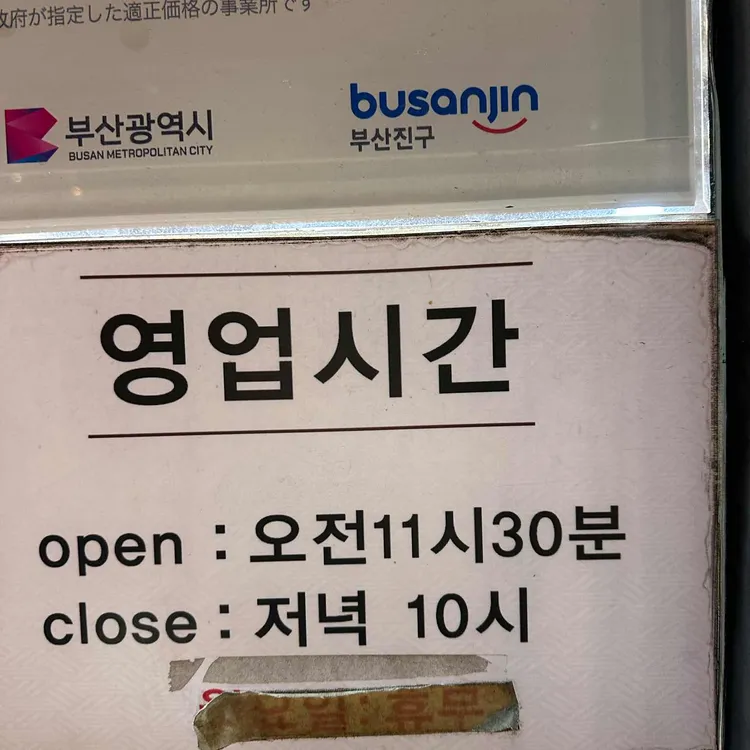 政府が指定した適正価格の事業所です
부산광역시
BUSAN METROPOLITAN CITY
busanjin
부산진구
영업시간
open : 오전11시30분
close : 저녁 10시